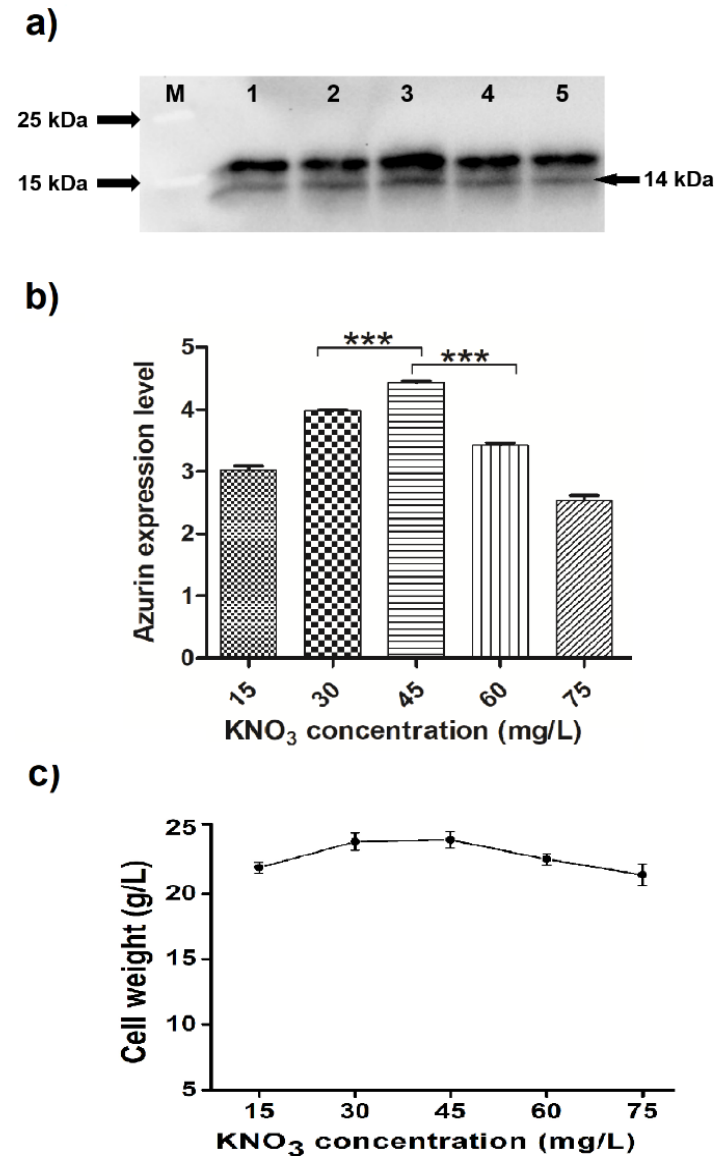 a)
M 1 2 3 4 5
25 kDa
15 kDa
14 kDa
b)
*** ***
Azurin expression level
5
4
3
2
1
0
15 30 45 60 75
KNO₃ concentration (mg/L)
c)
Cell weight (g/L)
25
20
15
10
5
15 30 45 60 75
KNO₃ concentration (mg/L)